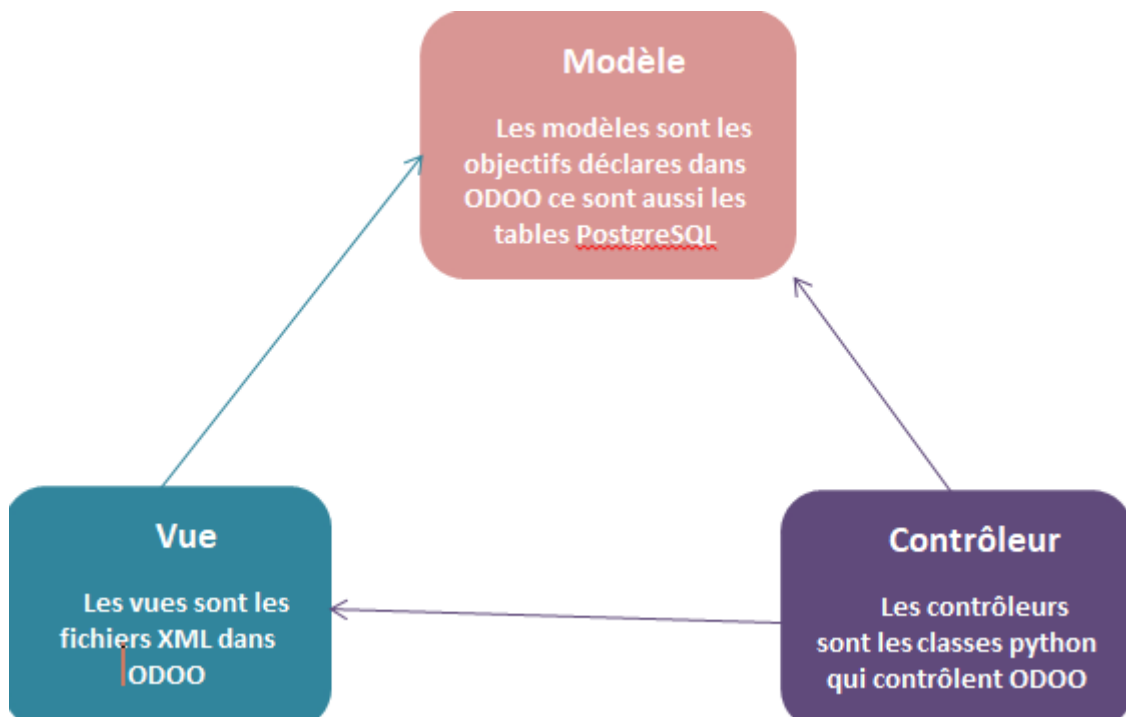 Modèle
Les modèles sont les
objectifs déclares dans
ODOO ce sont aussi les
tables PostgreSQL
Vue
Les vues sont les
fichiers XML dans
ODOO
Contrôleur
Les contrôleurs
sont les classes python
qui contrôlent ODOO